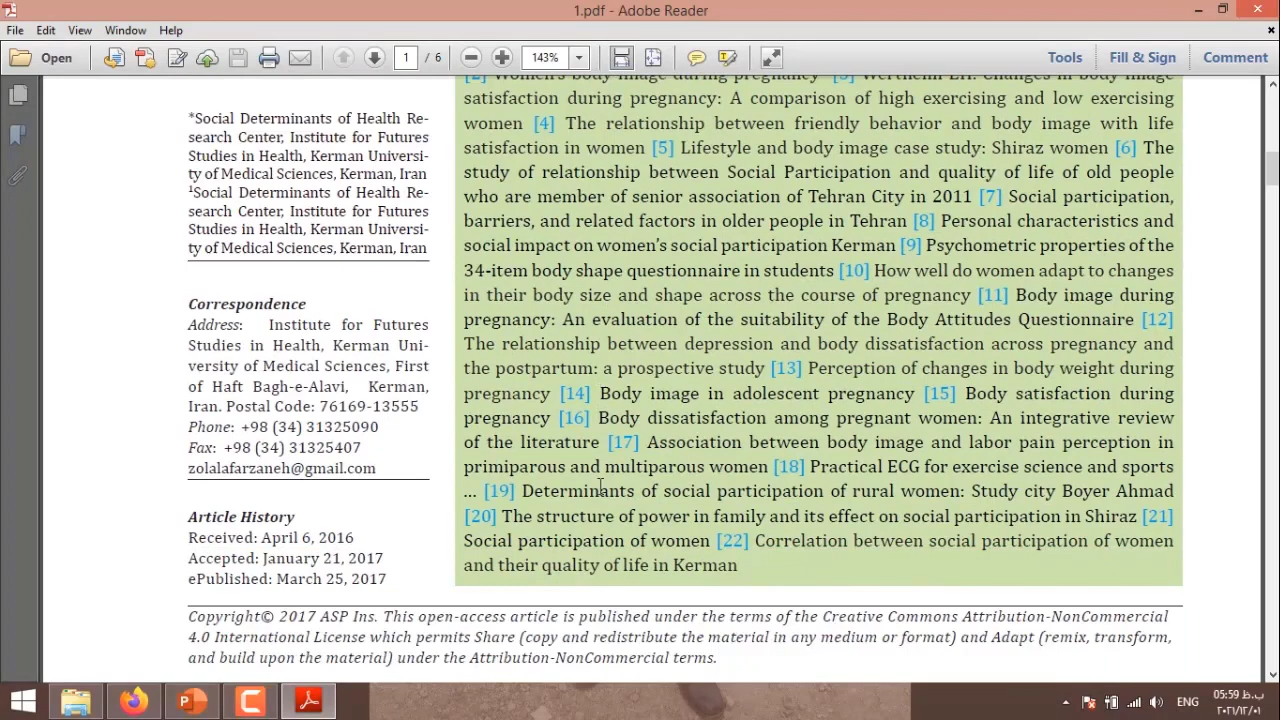 1.pdf - Adobe Reader
File Edit View Window Help
Open
1 / 6
143%
Tools
Fill & Sign
Comment
*Social Determinants of Health Re-
search Center, Institute for Futures
Studies in Health, Kerman Universi-
ty of Medical Sciences, Kerman, Iran
1Social Determinants of Health Re-
search Center, Institute for Futures
Studies in Health, Kerman Universi-
ty of Medical Sciences, Kerman, Iran
Correspondence
Address: Institute for Futures
Studies in Health, Kerman Uni-
versity of Medical Sciences, First
of Haft Bagh-e-Alavi, Kerman,
Iran. Postal Code: 76169-13555
Phone: +98 (34) 31325090
Fax: +98 (34) 31325407
zolalafarzaneh@gmail.com
Article History
Received: April 6, 2016
Accepted: January 21, 2017
ePublished: March 25, 2017
[2] Women's body image during pregnancy [3] Wertheim EH. Changes in body image
satisfaction during pregnancy: A comparison of high exercising and low exercising
women [4] The relationship between friendly behavior and body image with life
satisfaction in women [5] Lifestyle and body image case study: Shiraz women [6] The
study of relationship between Social Participation and quality of life of old people
who are member of senior association of Tehran City in 2011 [7] Social participation,
barriers, and related factors in older people in Tehran [8] Personal characteristics and
social impact on women's social participation Kerman [9] Psychometric properties of the
34-item body shape questionnaire in students [10] How well do women adapt to changes
in their body size and shape across the course of pregnancy [11] Body image during
pregnancy: An evaluation of the suitability of the Body Attitudes Questionnaire [12]
The relationship between depression and body dissatisfaction across pregnancy and
the postpartum: a prospective study [13] Perception of changes in body weight during
pregnancy [14] Body image in adolescent pregnancy [15] Body satisfaction during
pregnancy [16] Body dissatisfaction among pregnant women: An integrative review
of the literature [17] Association between body image and labor pain perception in
primiparous and multiparous women [18] Practical ECG for exercise science and sports
... [19] Determinants of social participation of rural women: Study city Boyer Ahmad
[20] The structure of power in family and its effect on social participation in Shiraz [21]
Social participation of women [22] Correlation between social participation of women
and their quality of life in Kerman
Copyright© 2017 ASP Ins. This open-access article is published under the terms of the Creative Commons Attribution-NonCommercial
4.0 International License which permits Share (copy and redistribute the material in any medium or format) and Adapt (remix, transform,
and build upon the material) under the Attribution-NonCommercial terms.
ENG
05:59 ب.ظ
۲۰۲۱/۱۲/۰۱